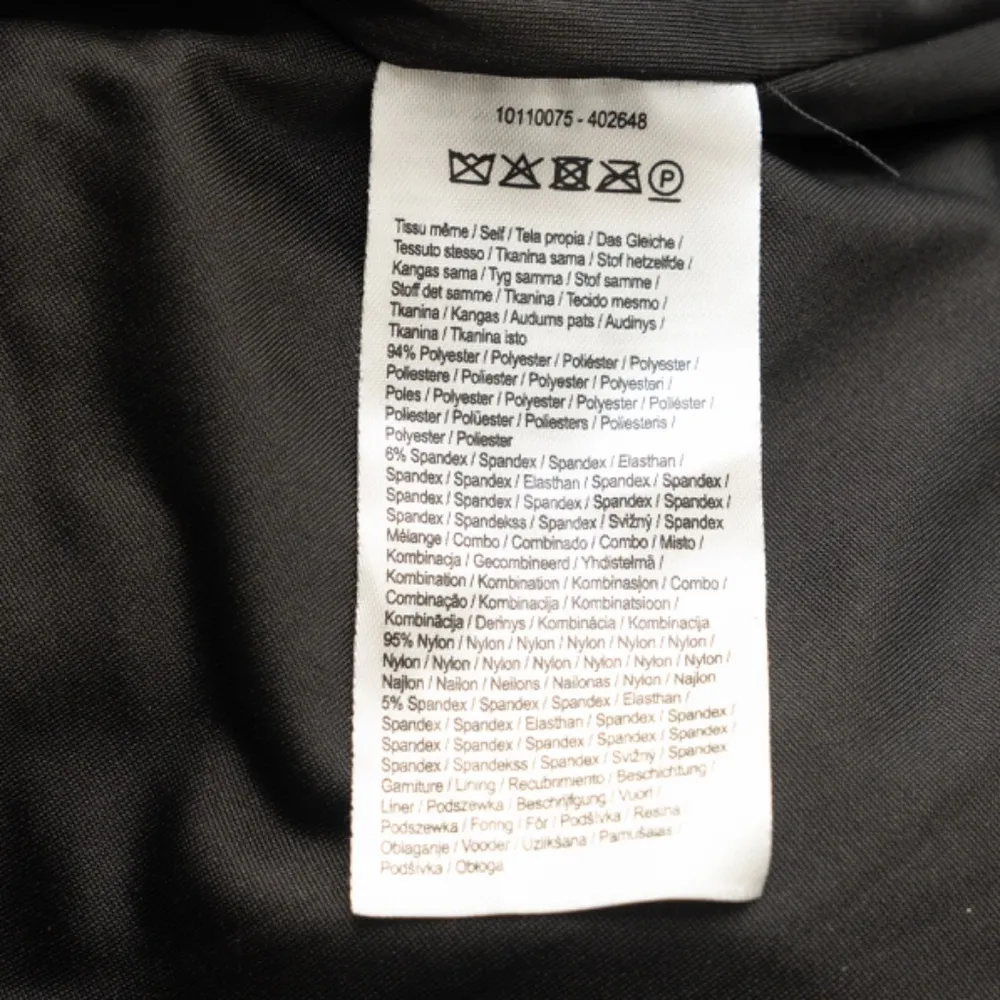 10110075 - 402648
P
Tissu même / Self / Tela propia / Das Gleiche /
Tessuto stesso / Tkanina sama / Stof hetzelfde /
Kangas sama / Tyg samma / Stof samme /
Stoff det samme / Tkanina / Tecido mesmo /
Tkanina / Kangas / Audums pats / Audinys /
Tkanina / Tkanina isto
94% Polyester / Polyester / Poliéster / Polyester /
Poliestere / Poliester / Polyester / Polyesteri /
Poles / Polyester / Polyester / Polyester / Poliéster /
Poliester / Polüester / Poliesters / Poliesteris /
Polyester / Poliester
6% Spandex / Spandex / Spandex / Elasthan /
Spandex / Spandex / Elasthan / Spandex / Spandex /
Spandex / Spandex / Spandex / Spandex / Spandex /
Spandex / Spandekss / Spandex / Svižný / Spandex
Mélange / Combo / Combinado / Combo / Misto /
Kombinacja / Gecombineerd / Yhdistelmä /
Kombination / Kombination / Kombinasjon / Combo /
Combinação / Kombinacija / Kombinatsioon /
Kombinācija / Derinys / Kombinácia / Kombinacija
95% Nylon / Nylon / Nylon / Nylon / Nylon /
Nylon / Nylon / Nylon / Nylon / Nylon / Nylon /
Najlon / Nailon / Neilons / Nailonas / Nylon / Najlon
5% Spandex / Spandex / Spandex / Elasthan /
Spandex / Spandex / Elasthan / Spandex / Spandex /
Spandex / Spandex / Spandex / Spandex / Spandex /
Spandex / Spandekss / Spandex / Svižný / Spandex
Garniture / Lining / Recubrimiento / Beschichtung /
Liner / Podszewka / Beschrijfgung / Vuori /
Podszewka / Foring / Fôr / Podšívka / Resina
Oblaganje / Vooder / Uzlikšana / Pamušalas /
Podšívka / Obloga